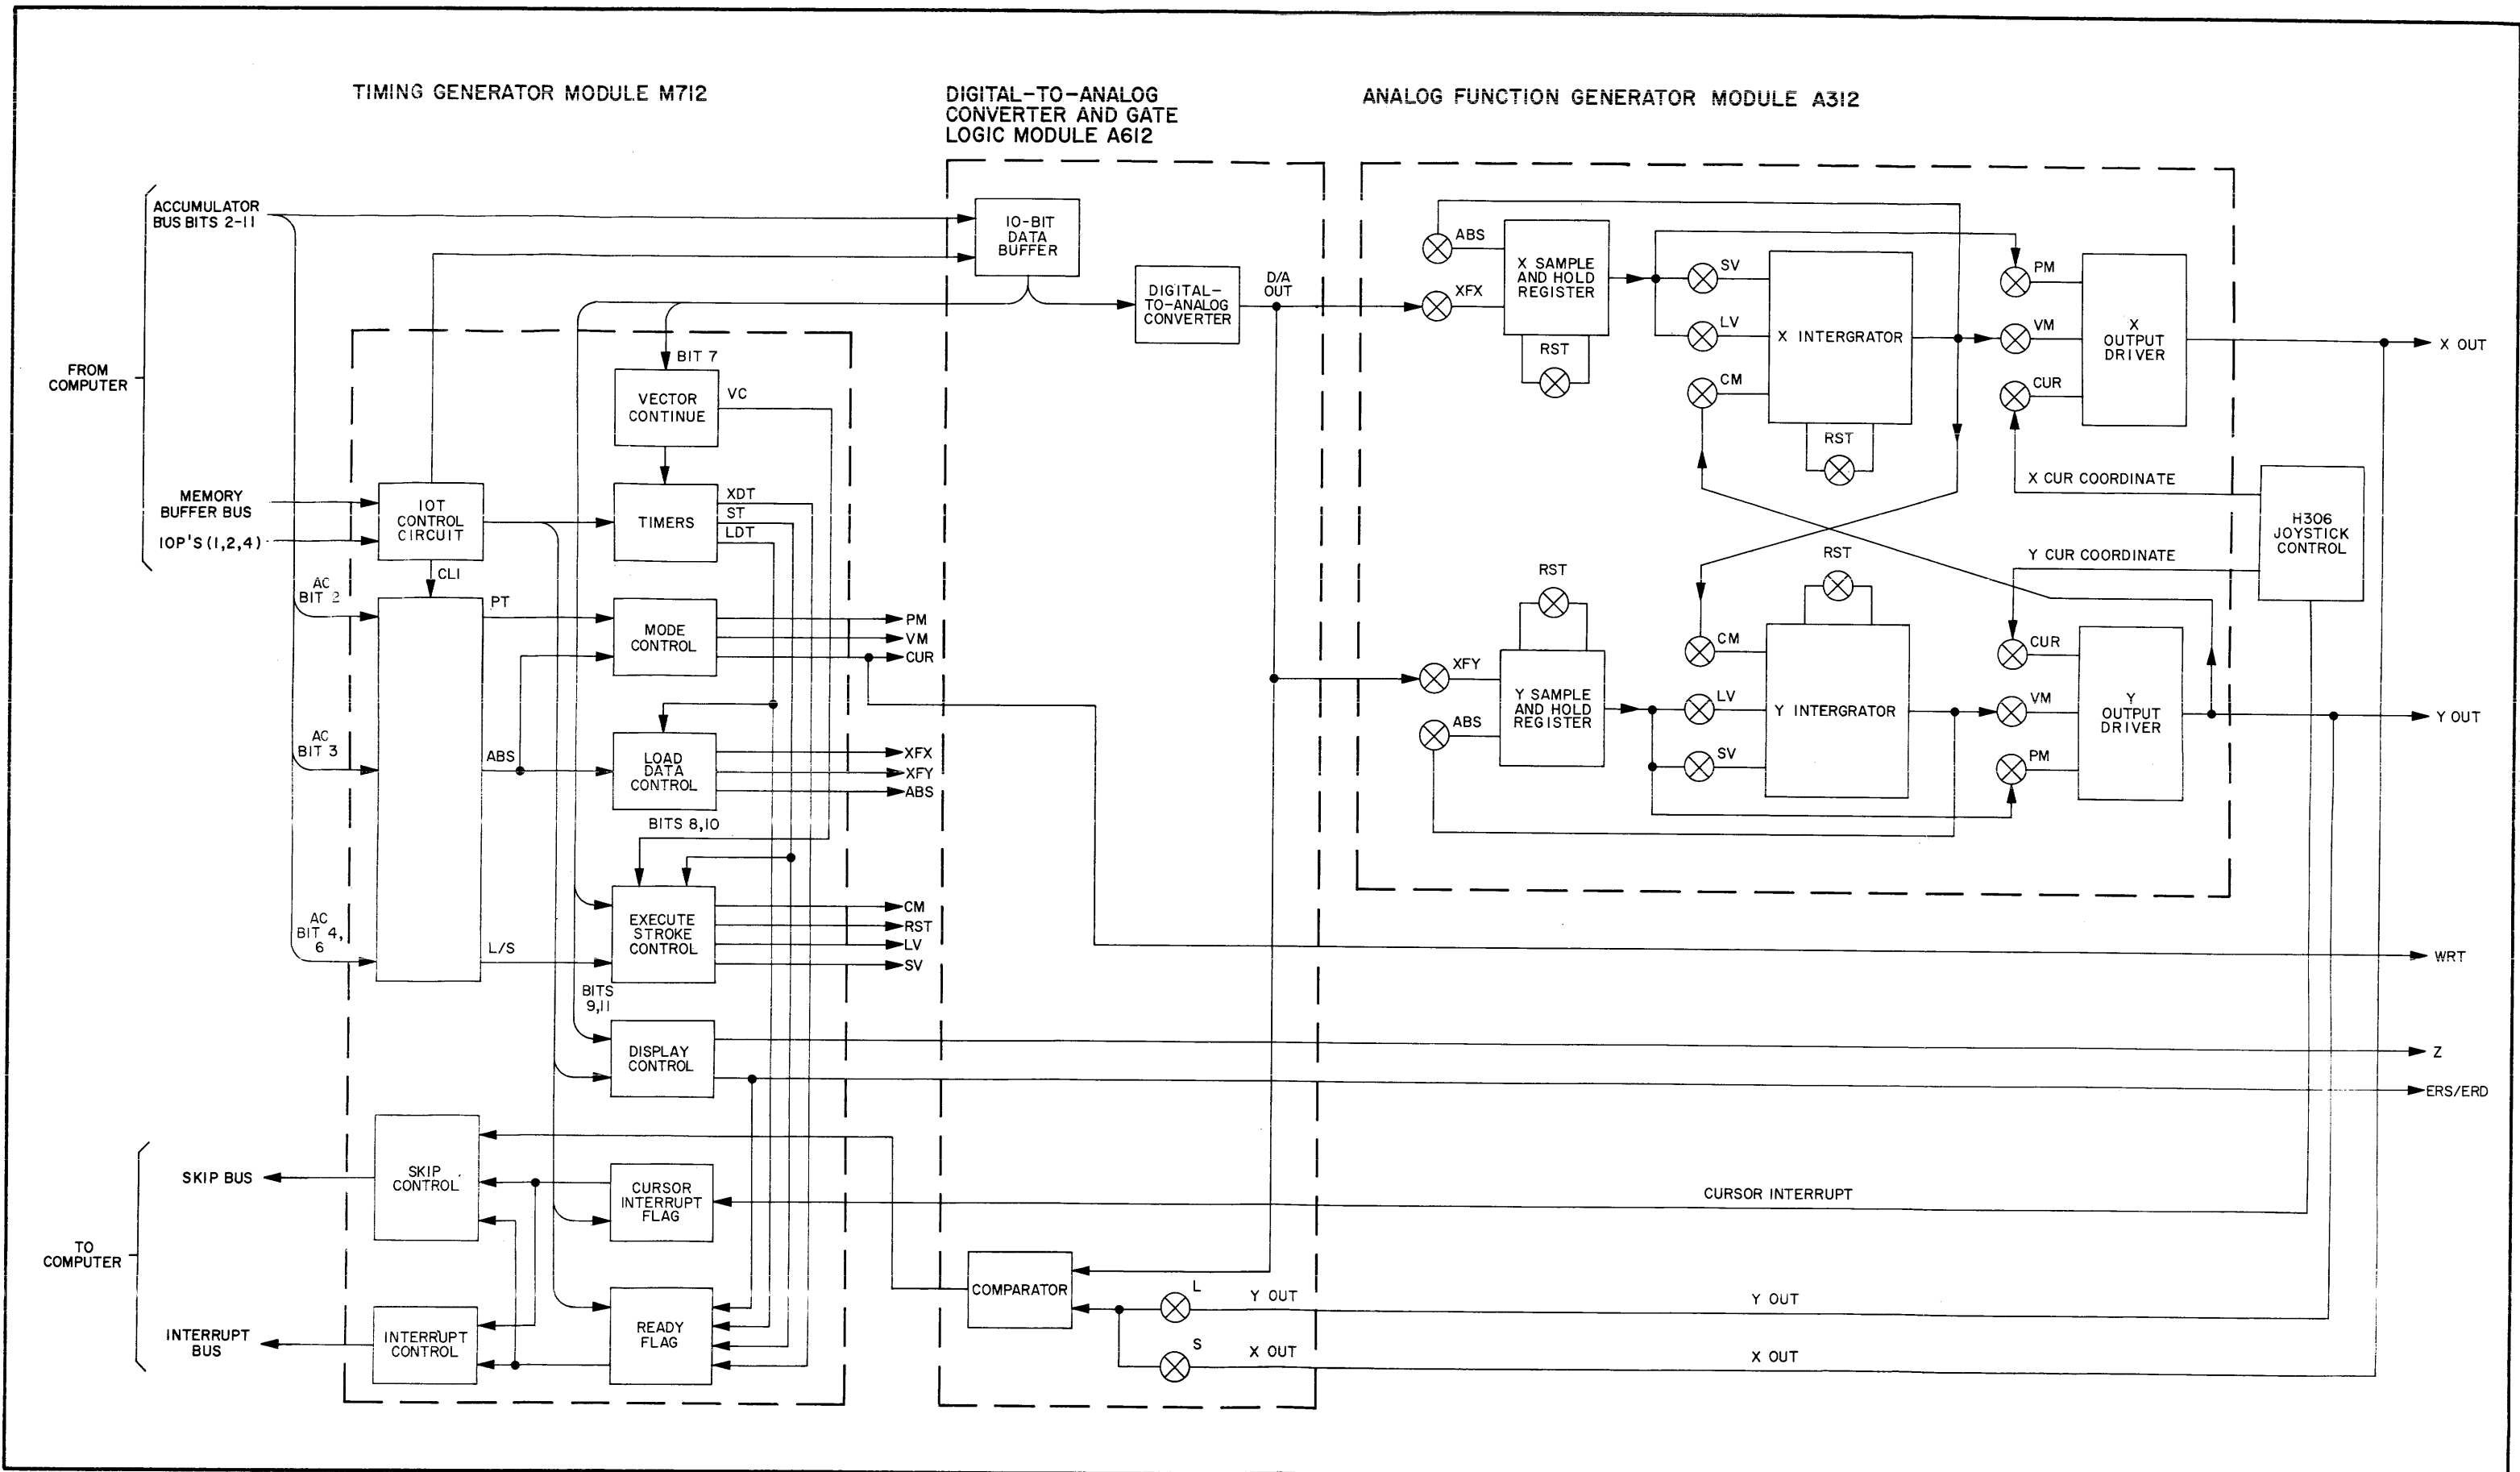 TIMING GENERATOR MODULE M712
DIGITAL-TO-ANALOG
CONVERTER AND GATE
LOGIC MODULE A612
ANALOG FUNCTION GENERATOR MODULE A312
FROM
COMPUTER
ACCUMULATOR
BUS BITS 2-11
MEMORY
BUFFER BUS
IOP'S (1,2,4)
AC
BIT 2
AC
BIT 3
AC
BIT 4,
6
IOT
CONTROL
CIRCUIT
CLI
PT
ABS
L/S
BIT 7
VECTOR
CONTINUE
VC
TIMERS
XDT
ST
LDT
MODE
CONTROL
PM
VM
CUR
LOAD
DATA
CONTROL
XFX
XFY
ABS
BITS 8,10
EXECUTE
STROKE
CONTROL
CM
RST
LV
SV
BITS
9,11
DISPLAY
CONTROL
TO
COMPUTER
SKIP BUS
SKIP
CONTROL
CURSOR
INTERRUPT
FLAG
INTERRUPT
BUS
INTERRUPT
CONTROL
READY
FLAG
10-BIT
DATA
BUFFER
DIGITAL-
TO-ANALOG
CONVERTER
D/A
OUT
COMPARATOR
L
Y OUT
S
X OUT
ABS
XFX
X SAMPLE
AND HOLD
REGISTER
RST
SV
LV
CM
X INTERGRATOR
RST
PM
VM
CUR
X
OUTPUT
DRIVER
X OUT
X CUR COORDINATE
Y CUR COORDINATE
H306
JOYSTICK
CONTROL
RST
RST
XFY
ABS
Y SAMPLE
AND HOLD
REGISTER
CM
LV
SV
Y INTERGRATOR
CUR
VM
PM
Y
OUTPUT
DRIVER
Y OUT
WRT
Z
ERS/ERD
CURSOR INTERRUPT
Y OUT
X OUT